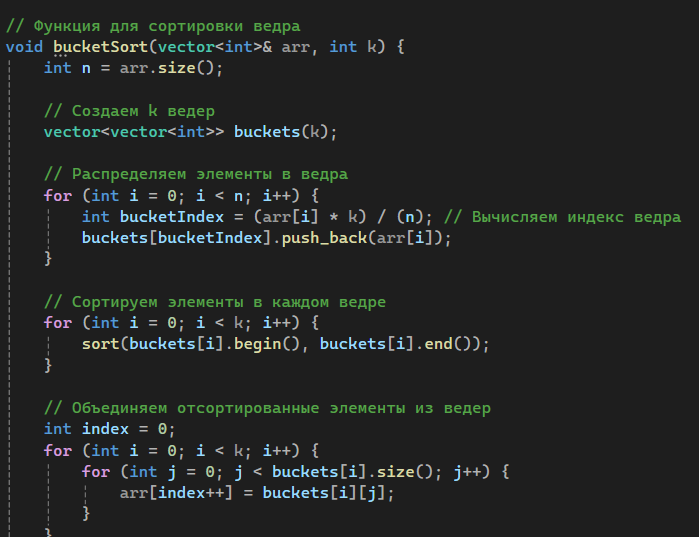 // Функция для сортировки ведра
void bucketSort(vector<int>& arr, int k) {
    int n = arr.size();

    // Создаем k ведер
    vector<vector<int>> buckets(k);

    // Распределяем элементы в ведра
    for (int i = 0; i < n; i++) {
        int bucketIndex = (arr[i] * k) / (n); // Вычисляем индекс ведра
        buckets[bucketIndex].push_back(arr[i]);
    }

    // Сортируем элементы в каждом ведре
    for (int i = 0; i < k; i++) {
        sort(buckets[i].begin(), buckets[i].end());
    }

    // Объединяем отсортированные элементы из ведер
    int index = 0;
    for (int i = 0; i < k; i++) {
        for (int j = 0; j < buckets[i].size(); j++) {
            arr[index++] = buckets[i][j];
        }
    }